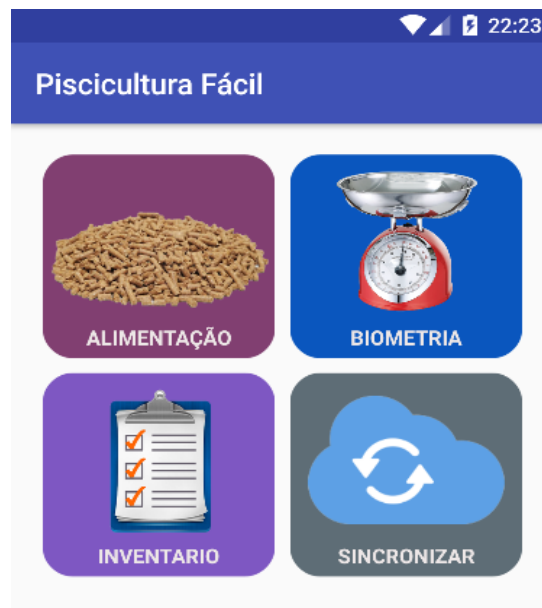 22:23
Piscicultura Fácil
ALIMENTAÇÃO
BIOMETRIA
INVENTARIO
SINCRONIZAR